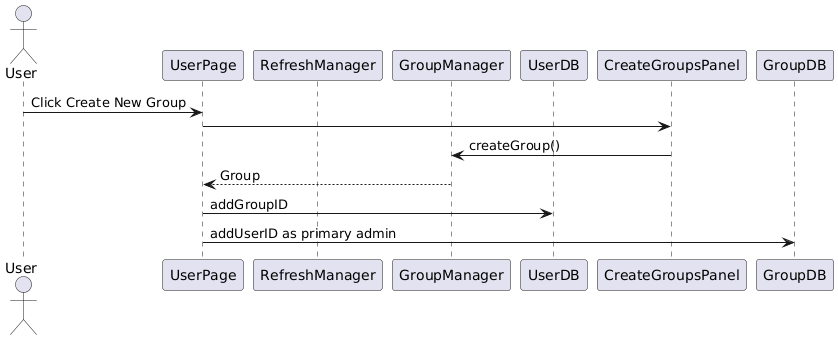 User
UserPage
RefreshManager
GroupManager
UserDB
CreateGroupsPanel
GroupDB
Click Create New Group
createGroup()
Group
addGroupID
addUserID as primary admin
User
UserPage
RefreshManager
GroupManager
UserDB
CreateGroupsPanel
GroupDB